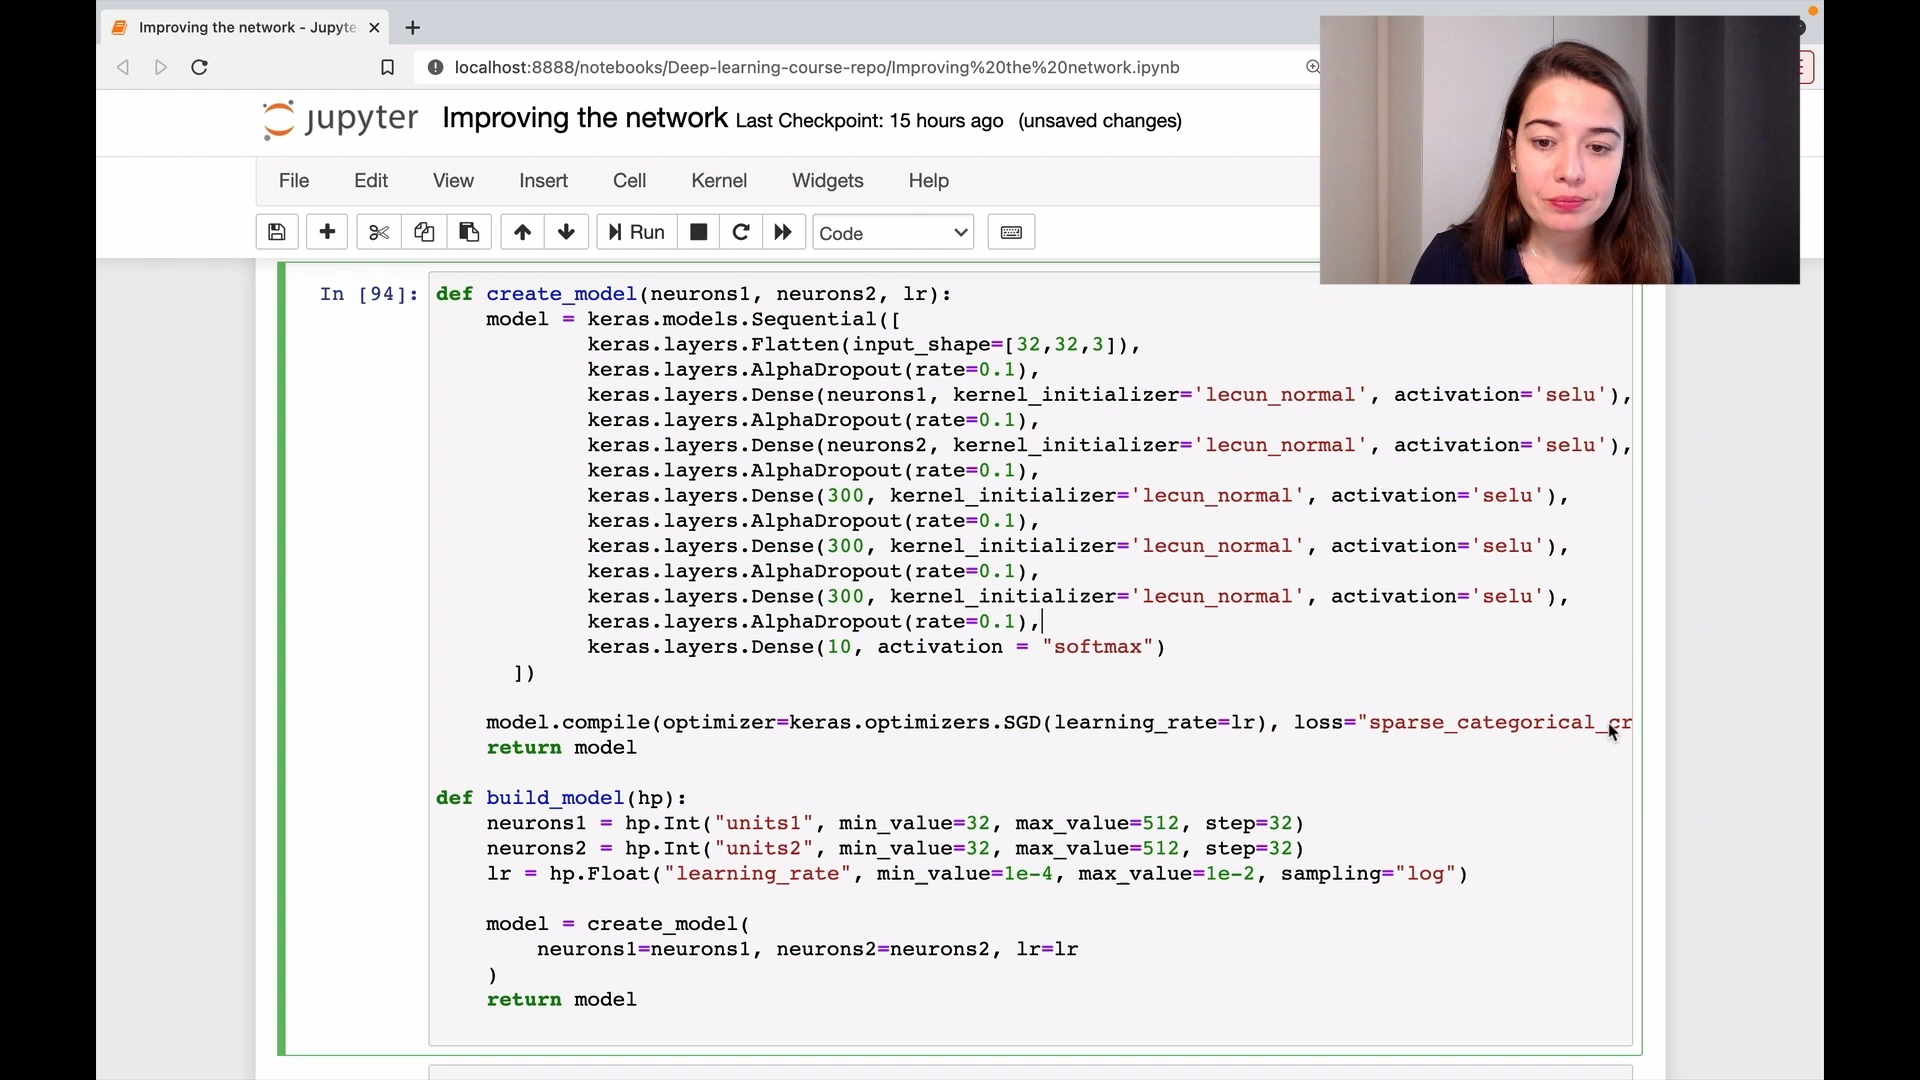 Improving the network - Jupyte
localhost:8888/notebooks/Deep-learning-course-repo/Improving%20the%20network.ipynb
jupyter Improving the network Last Checkpoint: 15 hours ago (unsaved changes)
File Edit View Insert Cell Kernel Widgets Help
Run Code
In [94]: def create_model(neurons1, neurons2, lr):
    model = keras.models.Sequential([
            keras.layers.Flatten(input_shape=[32,32,3]),
            keras.layers.AlphaDropout(rate=0.1),
            keras.layers.Dense(neurons1, kernel_initializer='lecun_normal', activation='selu'),
            keras.layers.AlphaDropout(rate=0.1),
            keras.layers.Dense(neurons2, kernel_initializer='lecun_normal', activation='selu'),
            keras.layers.AlphaDropout(rate=0.1),
            keras.layers.Dense(300, kernel_initializer='lecun_normal', activation='selu'),
            keras.layers.AlphaDropout(rate=0.1),
            keras.layers.Dense(300, kernel_initializer='lecun_normal', activation='selu'),
            keras.layers.AlphaDropout(rate=0.1),
            keras.layers.Dense(300, kernel_initializer='lecun_normal', activation='selu'),
            keras.layers.AlphaDropout(rate=0.1),
            keras.layers.Dense(10, activation = "softmax")
      ])
    model.compile(optimizer=keras.optimizers.SGD(learning_rate=lr), loss="sparse_categorical_cr
    return model
def build_model(hp):
    neurons1 = hp.Int("units1", min_value=32, max_value=512, step=32)
    neurons2 = hp.Int("units2", min_value=32, max_value=512, step=32)
    lr = hp.Float("learning_rate", min_value=1e-4, max_value=1e-2, sampling="log")
    model = create_model(
        neurons1=neurons1, neurons2=neurons2, lr=lr
    )
    return model